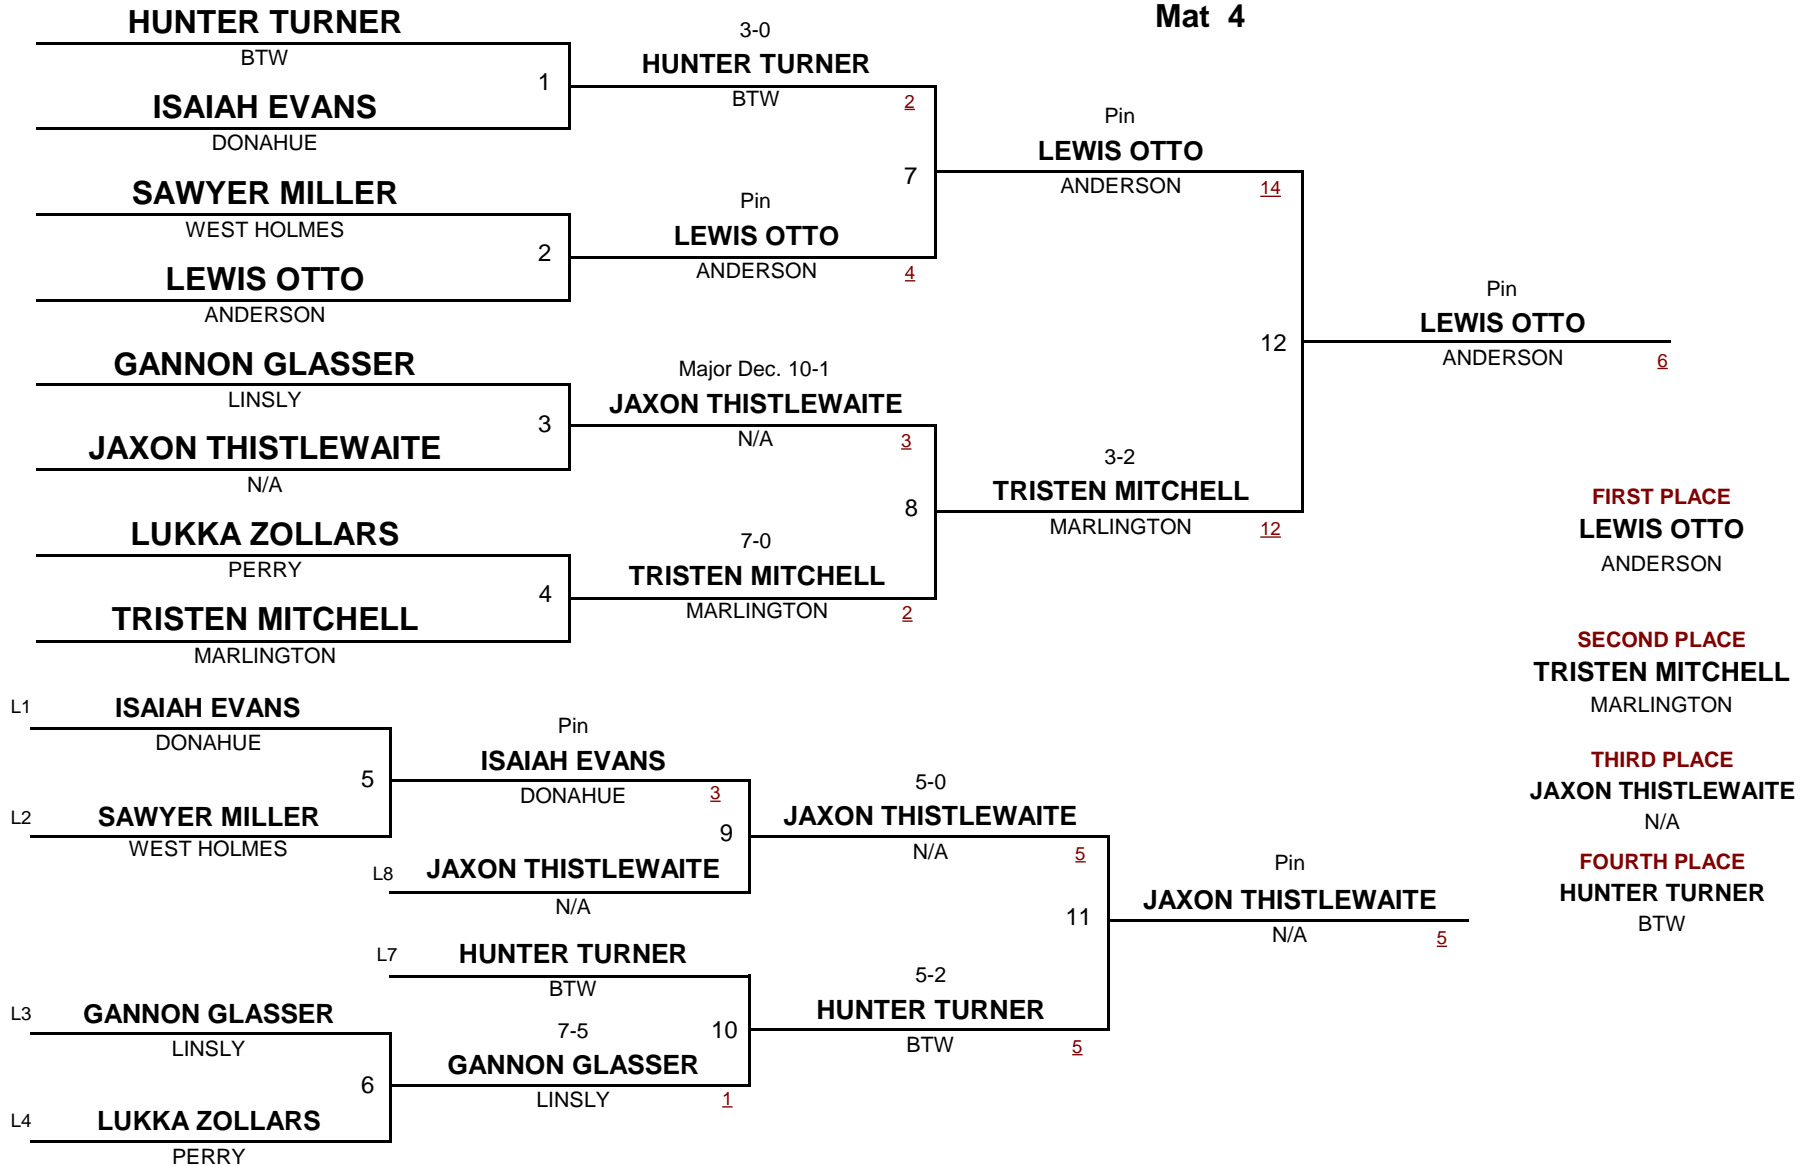 Mat 4
HUNTER TURNER
BTW
1
ISAIAH EVANS
DONAHUE
SAWYER MILLER
WEST HOLMES
2
LEWIS OTTO
ANDERSON
GANNON GLASSER
LINSLY
3
JAXON THISTLEWAITE
N/A
LUKKA ZOLLARS
PERRY
4
TRISTEN MITCHELL
MARLINGTON
3-0
HUNTER TURNER
BTW
2
7
Pin
LEWIS OTTO
ANDERSON
4
Major Dec. 10-1
JAXON THISTLEWAITE
N/A
3
8
7-0
TRISTEN MITCHELL
MARLINGTON
2
Pin
LEWIS OTTO
ANDERSON
14
12
3-2
TRISTEN MITCHELL
MARLINGTON
12
Pin
LEWIS OTTO
ANDERSON
6
FIRST PLACE
LEWIS OTTO
ANDERSON
SECOND PLACE
TRISTEN MITCHELL
MARLINGTON
THIRD PLACE
JAXON THISTLEWAITE
N/A
FOURTH PLACE
HUNTER TURNER
BTW
L1 ISAIAH EVANS
DONAHUE
5
L2 SAWYER MILLER
WEST HOLMES
L3 GANNON GLASSER
LINSLY
6
L4 LUKKA ZOLLARS
PERRY
Pin
ISAIAH EVANS
DONAHUE
3
9
L8 JAXON THISTLEWAITE
N/A
L7 HUNTER TURNER
BTW
10
7-5
GANNON GLASSER
LINSLY
1
5-0
JAXON THISTLEWAITE
N/A
5
11
5-2
HUNTER TURNER
BTW
5
Pin
JAXON THISTLEWAITE
N/A
5